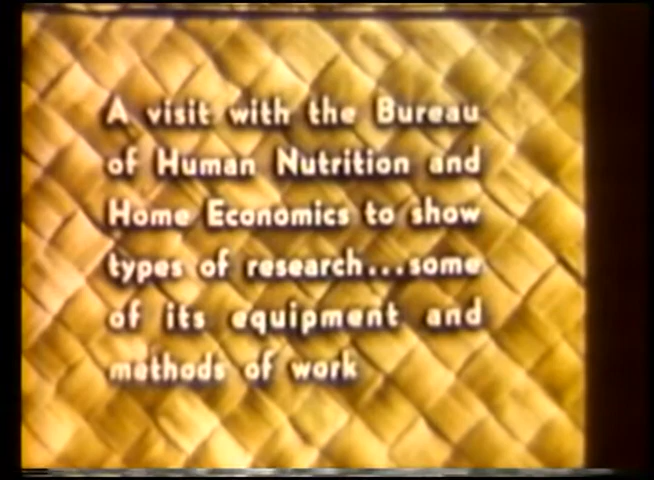 A visit with the Bureau
of Human Nutrition and
Home Economics to show
types of research...some
of its equipment and
methods of work